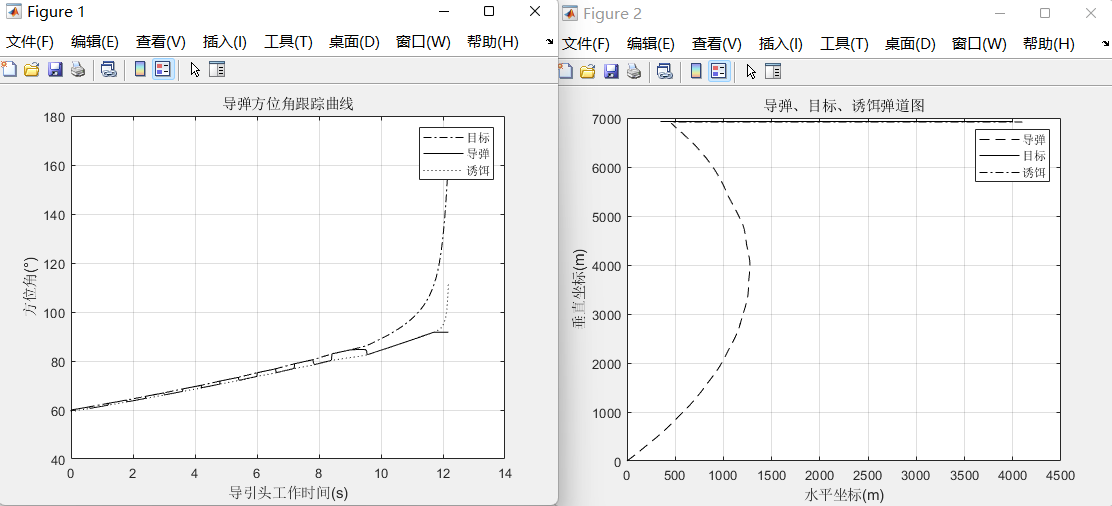 Figure 1
文件(F) 编辑(E) 查看(V) 插入(I) 工具(T) 桌面(D) 窗口(W) 帮助(H)
导弹方位角跟踪曲线
180
160
140
120
100
80
60
40
方位角(°)
目标
导弹
诱饵
0 2 4 6 8 10 12 14
导引头工作时间(s)
Figure 2
文件(F) 编辑(E) 查看(V) 插入(I) 工具(T) 桌面(D) 窗口(W) 帮助(H)
导弹、目标、诱饵弹道图
7000
6000
5000
4000
3000
2000
1000
0
垂直坐标(m)
导弹
目标
诱饵
0 500 1000 1500 2000 2500 3000 3500 4000 4500
水平坐标(m)